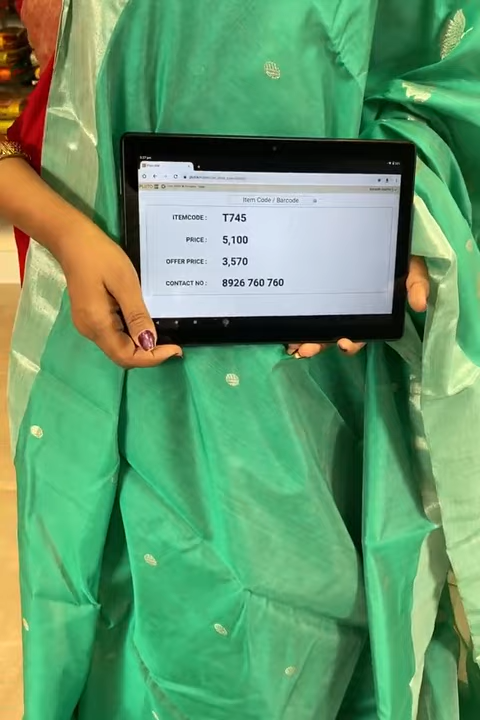 Item Code / Barcode
ITEMCODE : T745
PRICE : 5,100
OFFER PRICE : 3,570
CONTACT NO : 8926 760 760